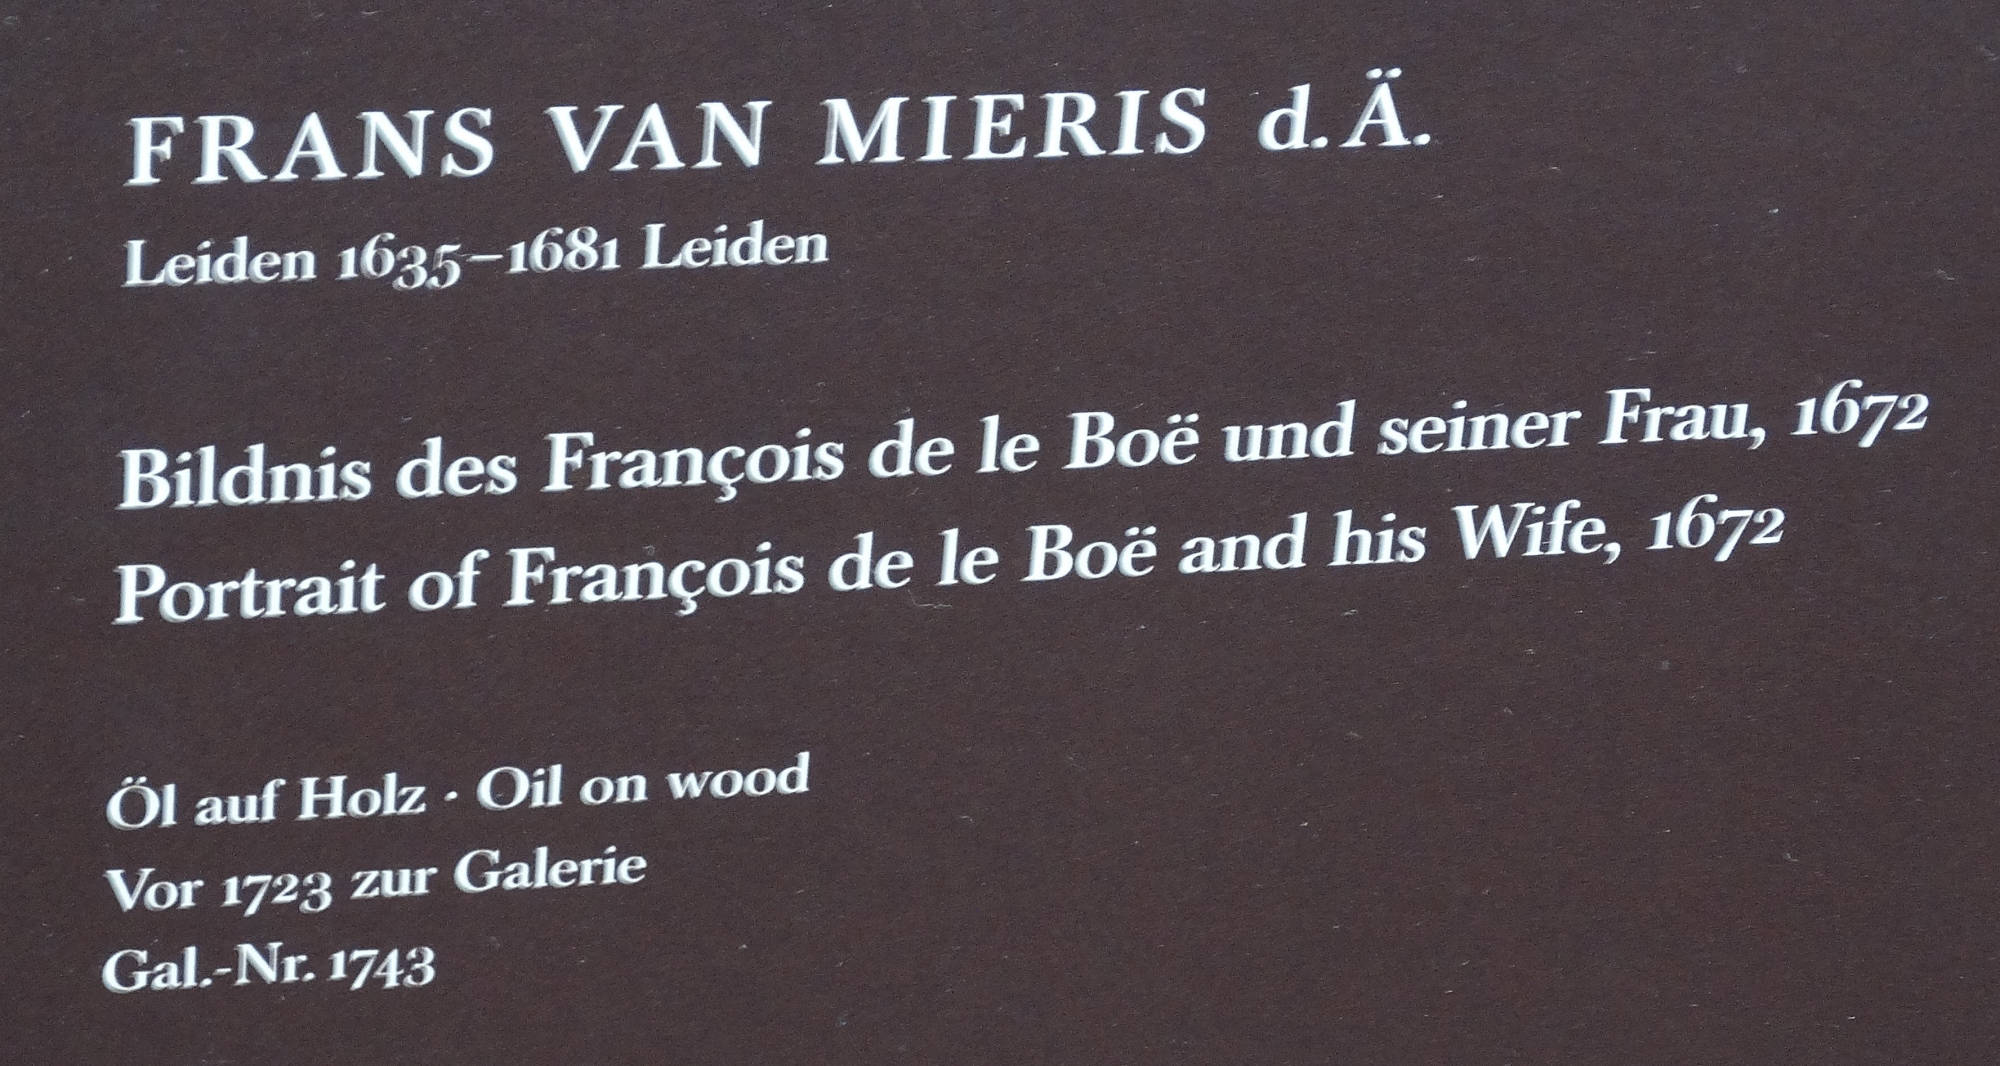 FRANS VAN MIERIS d. Ä.
Leiden 1635–1681 Leiden
Bildnis des François de le Boë und seiner Frau, 1672
Portrait of François de le Boë and his Wife, 1672
Öl auf Holz · Oil on wood
Vor 1723 zur Galerie
Gal.-Nr. 1743